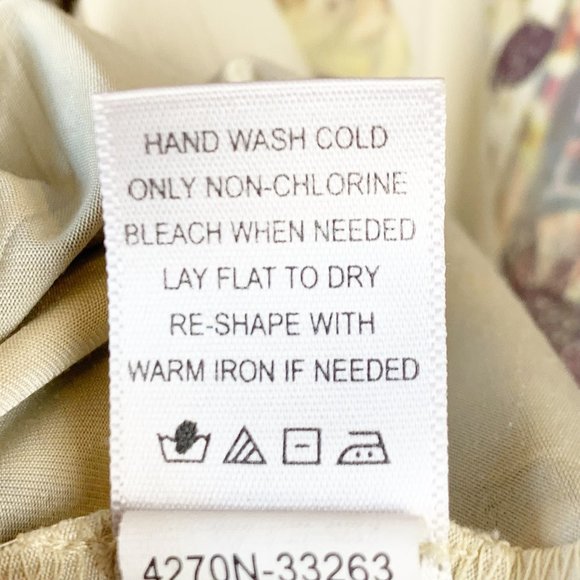 HAND WASH COLD
ONLY NON-CHLORINE
BLEACH WHEN NEEDED
LAY FLAT TO DRY
RE-SHAPE WITH
WARM IRON IF NEEDED
4270N-33263